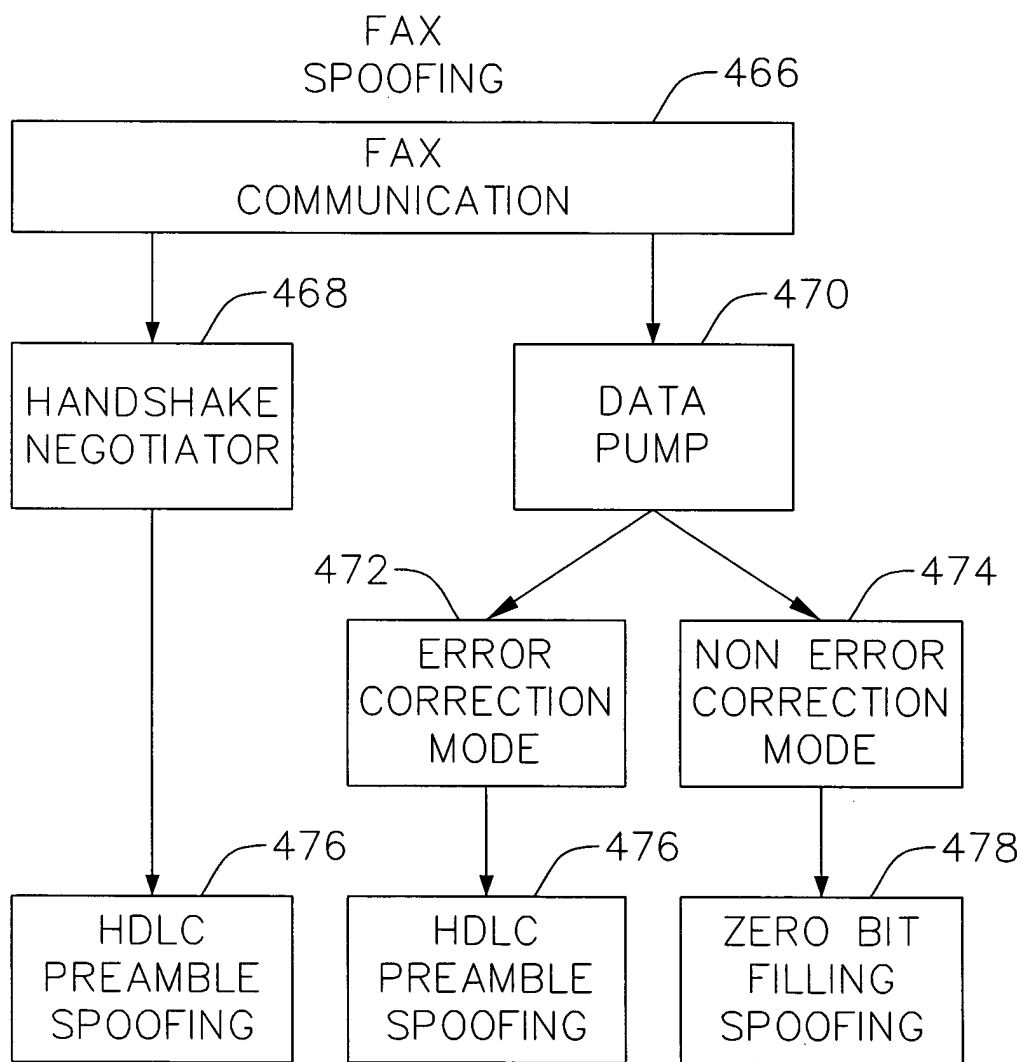 FAX
SPOOFING
466
FAX
COMMUNICATION
468
470
HANDSHAKE
NEGOTIATOR
DATA
PUMP
472
474
ERROR
CORRECTION
MODE
NON ERROR
CORRECTION
MODE
476
476
478
HDLC
PREAMBLE
SPOOFING
HDLC
PREAMBLE
SPOOFING
ZERO BIT
FILLING
SPOOFING